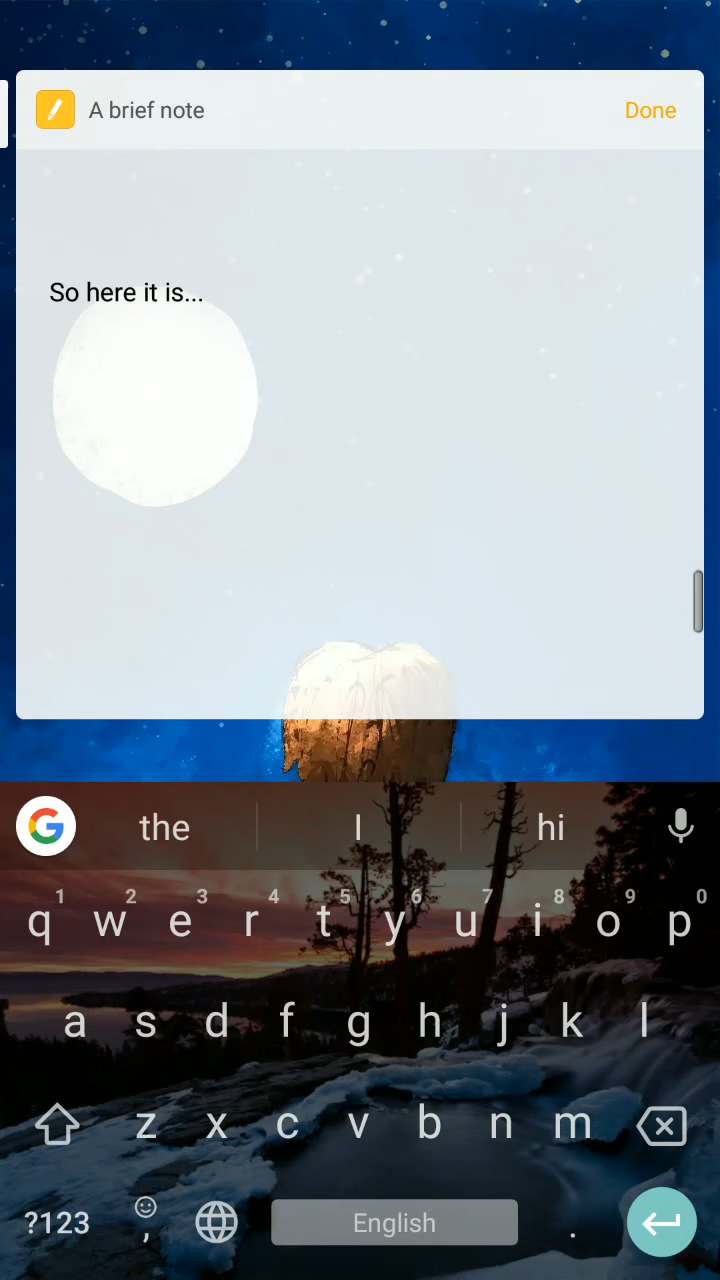 A brief note
Done
So here it is...
G
the
I
hi
1 2 3 4 5 6 7 8 9 0
q w e r t y u i o p
a s d f g h j k l
z x c v b n m
?123
,
English
.